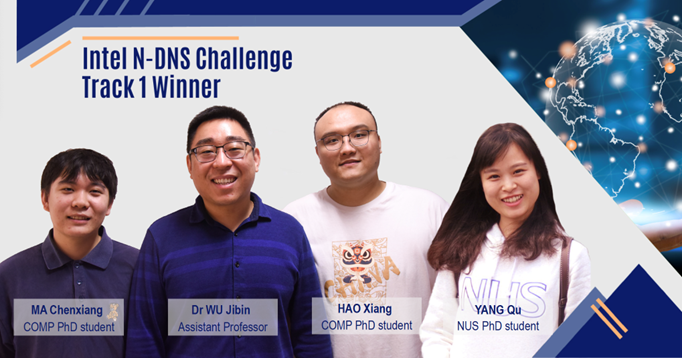 Intel N-DNS Challenge
Track 1 Winner
MA Chenxiang
COMP PhD student
Dr WU Jibin
Assistant Professor
HAO Xiang
COMP PhD student
YANG Qu
NUS PhD student
NUS